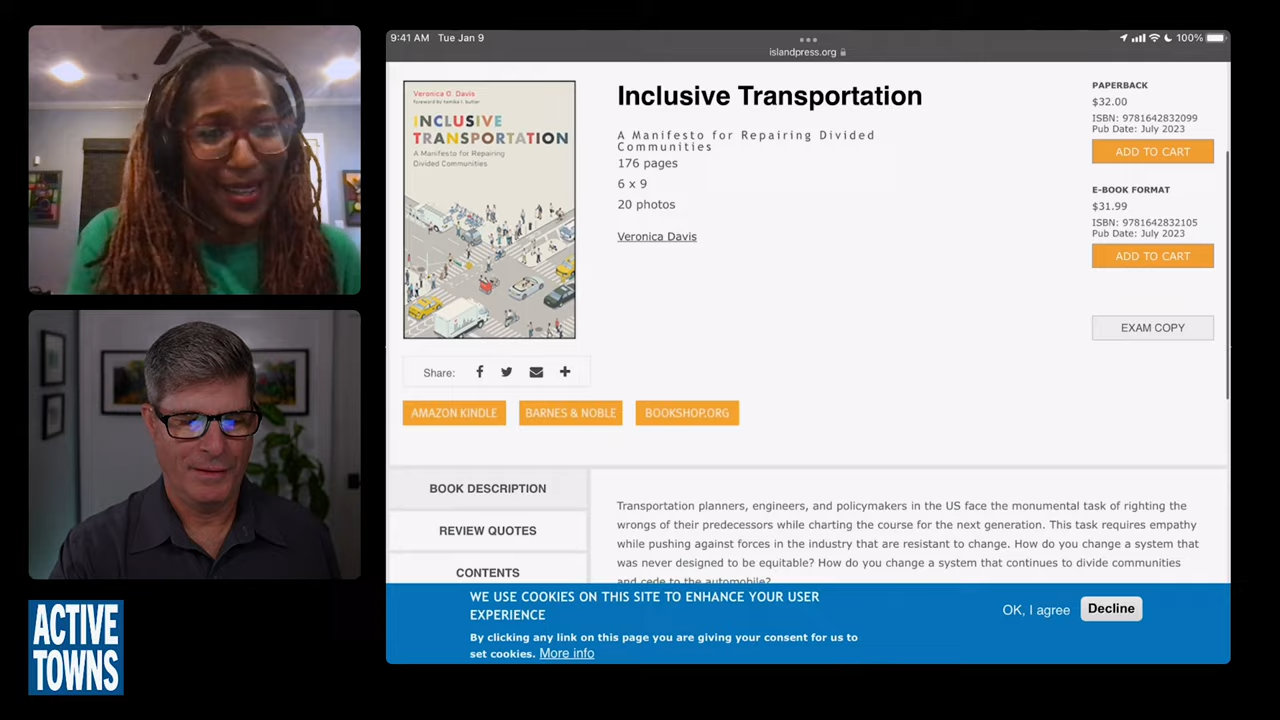 9:41 AM Tue Jan 9
100%
islandpress.org
Veronica O. Davis
foreword by tamika l. butler
INCLUSIVE
TRANSPORTATION
A Manifesto for Repairing
Divided Communities
Inclusive Transportation
A Manifesto for Repairing Divided
Communities
176 pages
6 x 9
20 photos
Veronica Davis
PAPERBACK
$32.00
ISBN: 9781642832099
Pub Date: July 2023
ADD TO CART
E-BOOK FORMAT
$31.99
ISBN: 9781642832105
Pub Date: July 2023
ADD TO CART
EXAM COPY
Share:
AMAZON KINDLE
BARNES & NOBLE
BOOKSHOP.ORG
BOOK DESCRIPTION
REVIEW QUOTES
CONTENTS
Transportation planners, engineers, and policymakers in the US face the monumental task of righting the
wrongs of their predecessors while charting the course for the next generation. This task requires empathy
while pushing against forces in the industry that are resistant to change. How do you change a system that
was never designed to be equitable? How do you change a system that continues to divide communities
and cede to the automobile?
WE USE COOKIES ON THIS SITE TO ENHANCE YOUR USER
EXPERIENCE
By clicking any link on this page you are giving your consent for us to
set cookies. More info
OK, I agree
Decline
ACTIVE
TOWNS